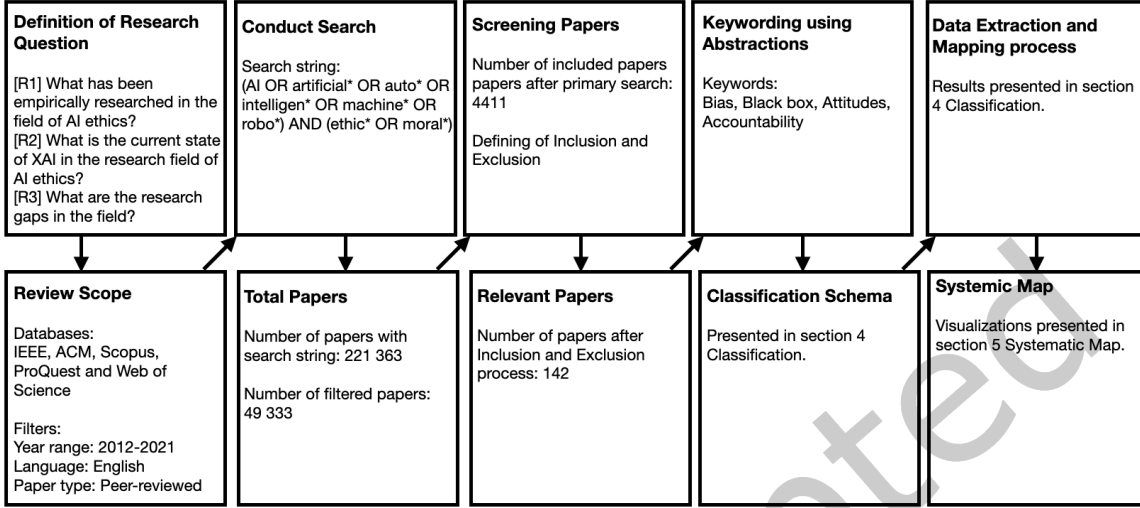 Definition of Research
Question
[R1] What has been
empirically researched in the
field of AI ethics?
[R2] What is the current state
of XAI in the research field of
AI ethics?
[R3] What are the research
gaps in the field?
Review Scope
Databases:
IEEE, ACM, Scopus,
ProQuest and Web of
Science
Filters:
Year range: 2012-2021
Language: English
Paper type: Peer-reviewed
Conduct Search
Search string:
(AI OR artificial* OR auto* OR
intelligen* OR machine* OR
robo*) AND (ethic* OR moral*)
Total Papers
Number of papers with
search string: 221 363
Number of filtered papers:
49 333
Screening Papers
Number of included papers
papers after primary search:
4411
Defining of Inclusion and
Exclusion
Relevant Papers
Number of papers after
Inclusion and Exclusion
process: 142
Keywording using
Abstractions
Keywords:
Bias, Black box, Attitudes,
Accountability
Classification Schema
Presented in section 4
Classification.
Data Extraction and
Mapping process
Results presented in section
4 Classification.
Systemic Map
Visualizations presented in
section 5 Systematic Map.